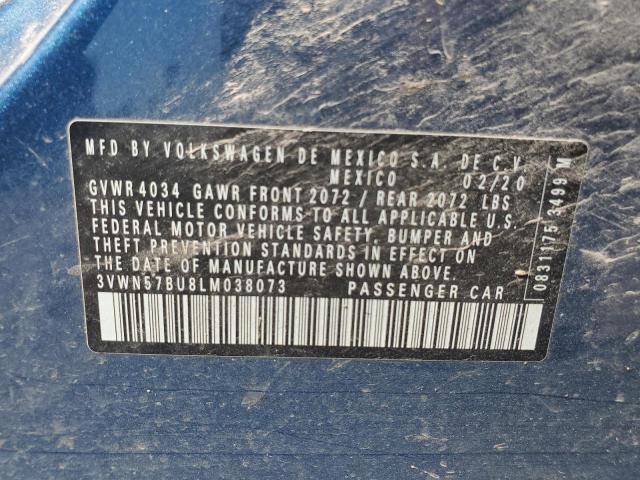 MFD BY VOLKSWAGEN DE MEXICO S.A. DE C.V.
MEXICO 02/20
GVWR 4034 GAWR FRONT 2072 / REAR 2072 LBS
THIS VEHICLE CONFORMS TO ALL APPLICABLE U.S.
FEDERAL MOTOR VEHICLE SAFETY, BUMPER AND
THEFT PREVENTION STANDARDS IN EFFECT ON
THE DATE OF MANUFACTURE SHOWN ABOVE.
3VWN57BU8LM038073 PASSENGER CAR
08311175 3499M